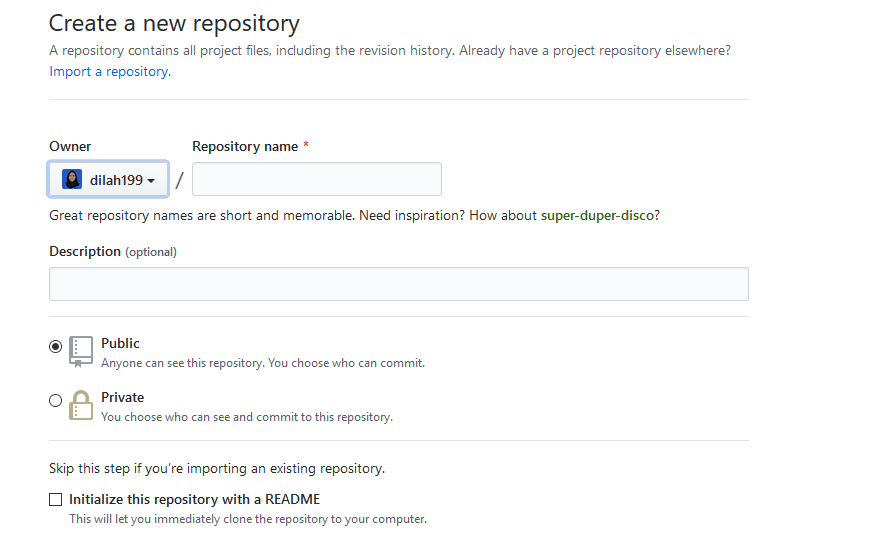 Create a new repository
A repository contains all project files, including the revision history. Already have a project repository elsewhere?
Import a repository.
Owner
Repository name *
dilah199
/
Great repository names are short and memorable. Need inspiration? How about super-duper-disco?
Description (optional)
Public
Anyone can see this repository. You choose who can commit.
Private
You choose who can see and commit to this repository.
Skip this step if you’re importing an existing repository.
Initialize this repository with a README
This will let you immediately clone the repository to your computer.